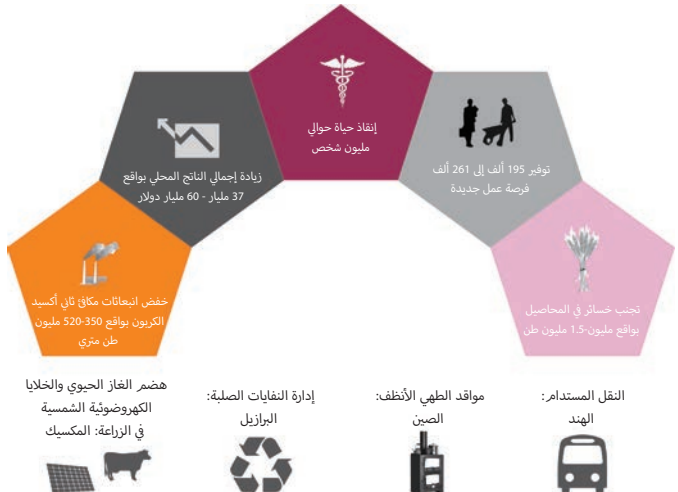 إنقاذ حياة حوالي
مليون شخص
توفير 195 ألف إلى 261 ألف
فرصة عمل جديدة
زيادة إجمالي الناتج المحلي بواقع
37 مليار - 60 مليار دولار
تجنب خسائر في المحاصيل
بواقع مليون-1.5 مليون طن
خفض انبعاثات مكافئ ثاني أكسيد
الكربون بواقع 350-520 مليون
طن متري
النقل المستدام:
الهند
مواقد الطهي الأنظف:
الصين
إدارة النفايات الصلبة:
البرازيل
هضم الغاز الحيوي والخلايا
الكهروضوئية الشمسية
في الزراعة: المكسيك